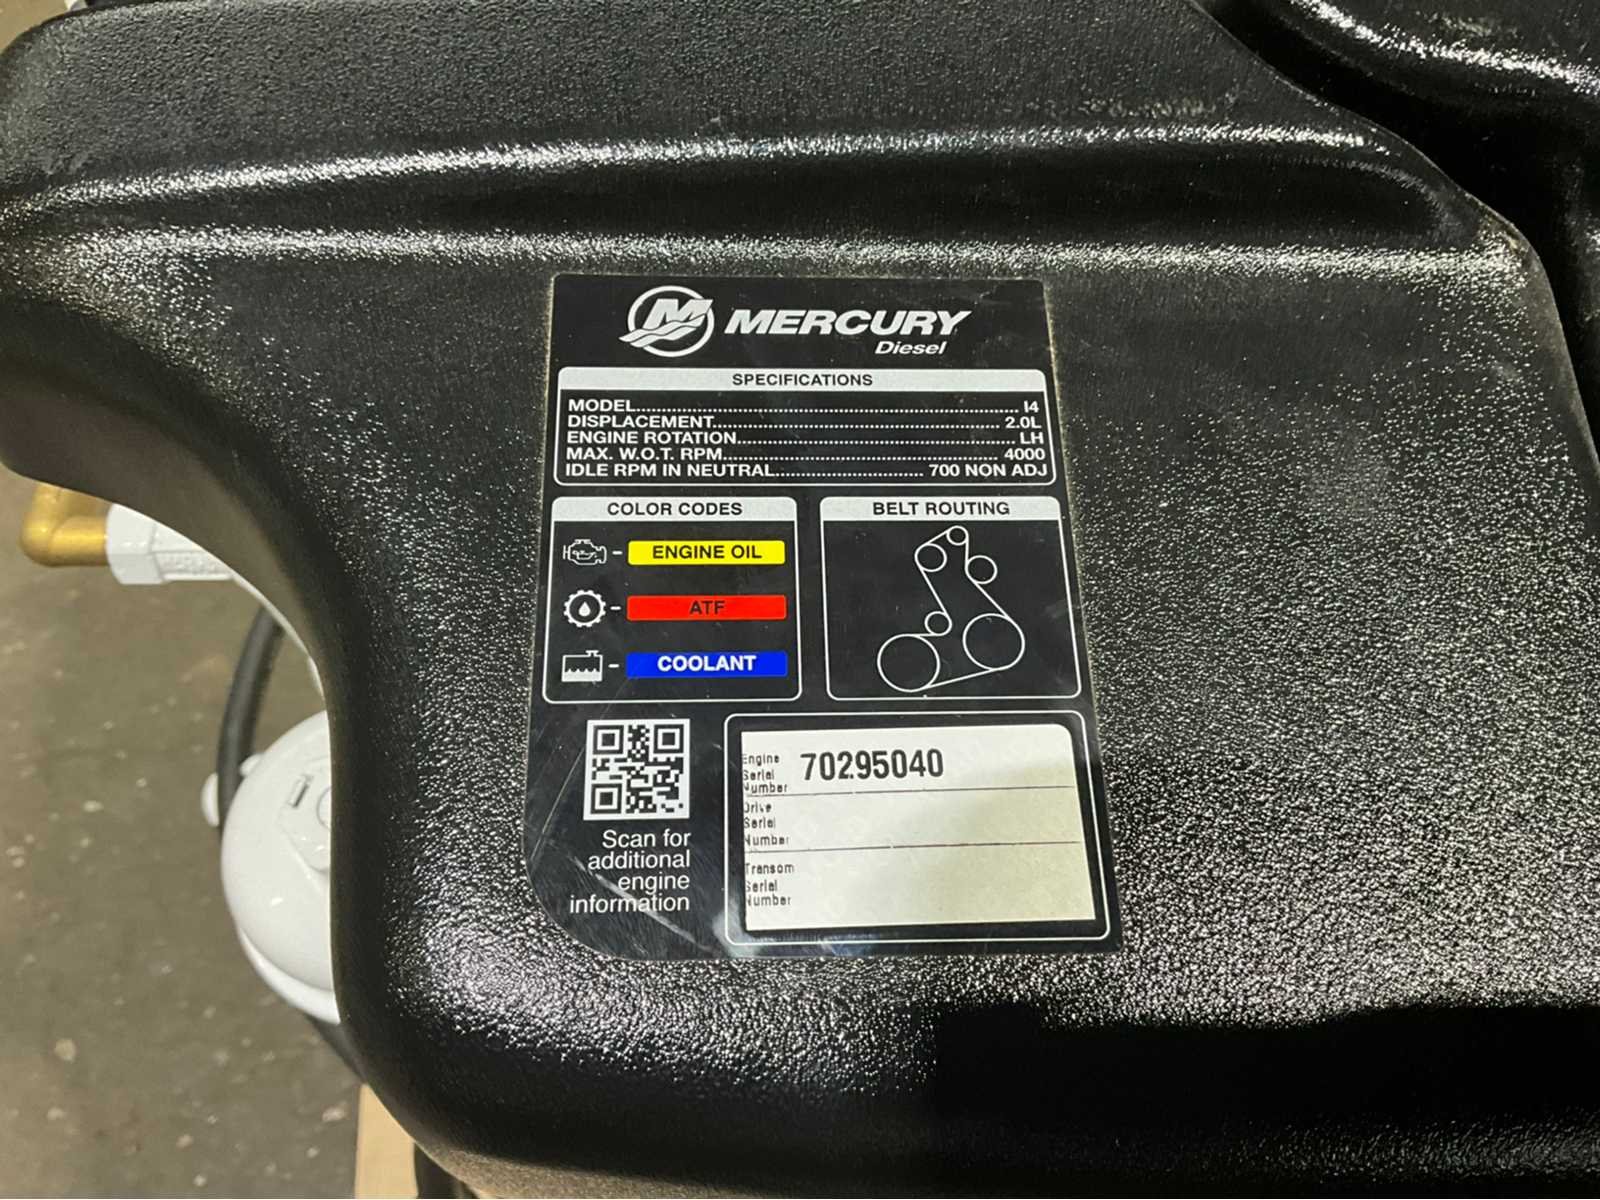 MERCURY
Diesel
SPECIFICATIONS
MODEL........................................I4
DISPLACEMENT........................................2.0L
ENGINE ROTATION........................................LH
MAX. W.O.T. RPM........................................4000
IDLE RPM IN NEUTRAL........................................700 NON ADJ
COLOR CODES
ENGINE OIL
ATF
COOLANT
BELT ROUTING
Scan for
additional
engine
information
Engine
Serial
Number
70295040
Drive
Serial
Number
Transom
Serial
Number